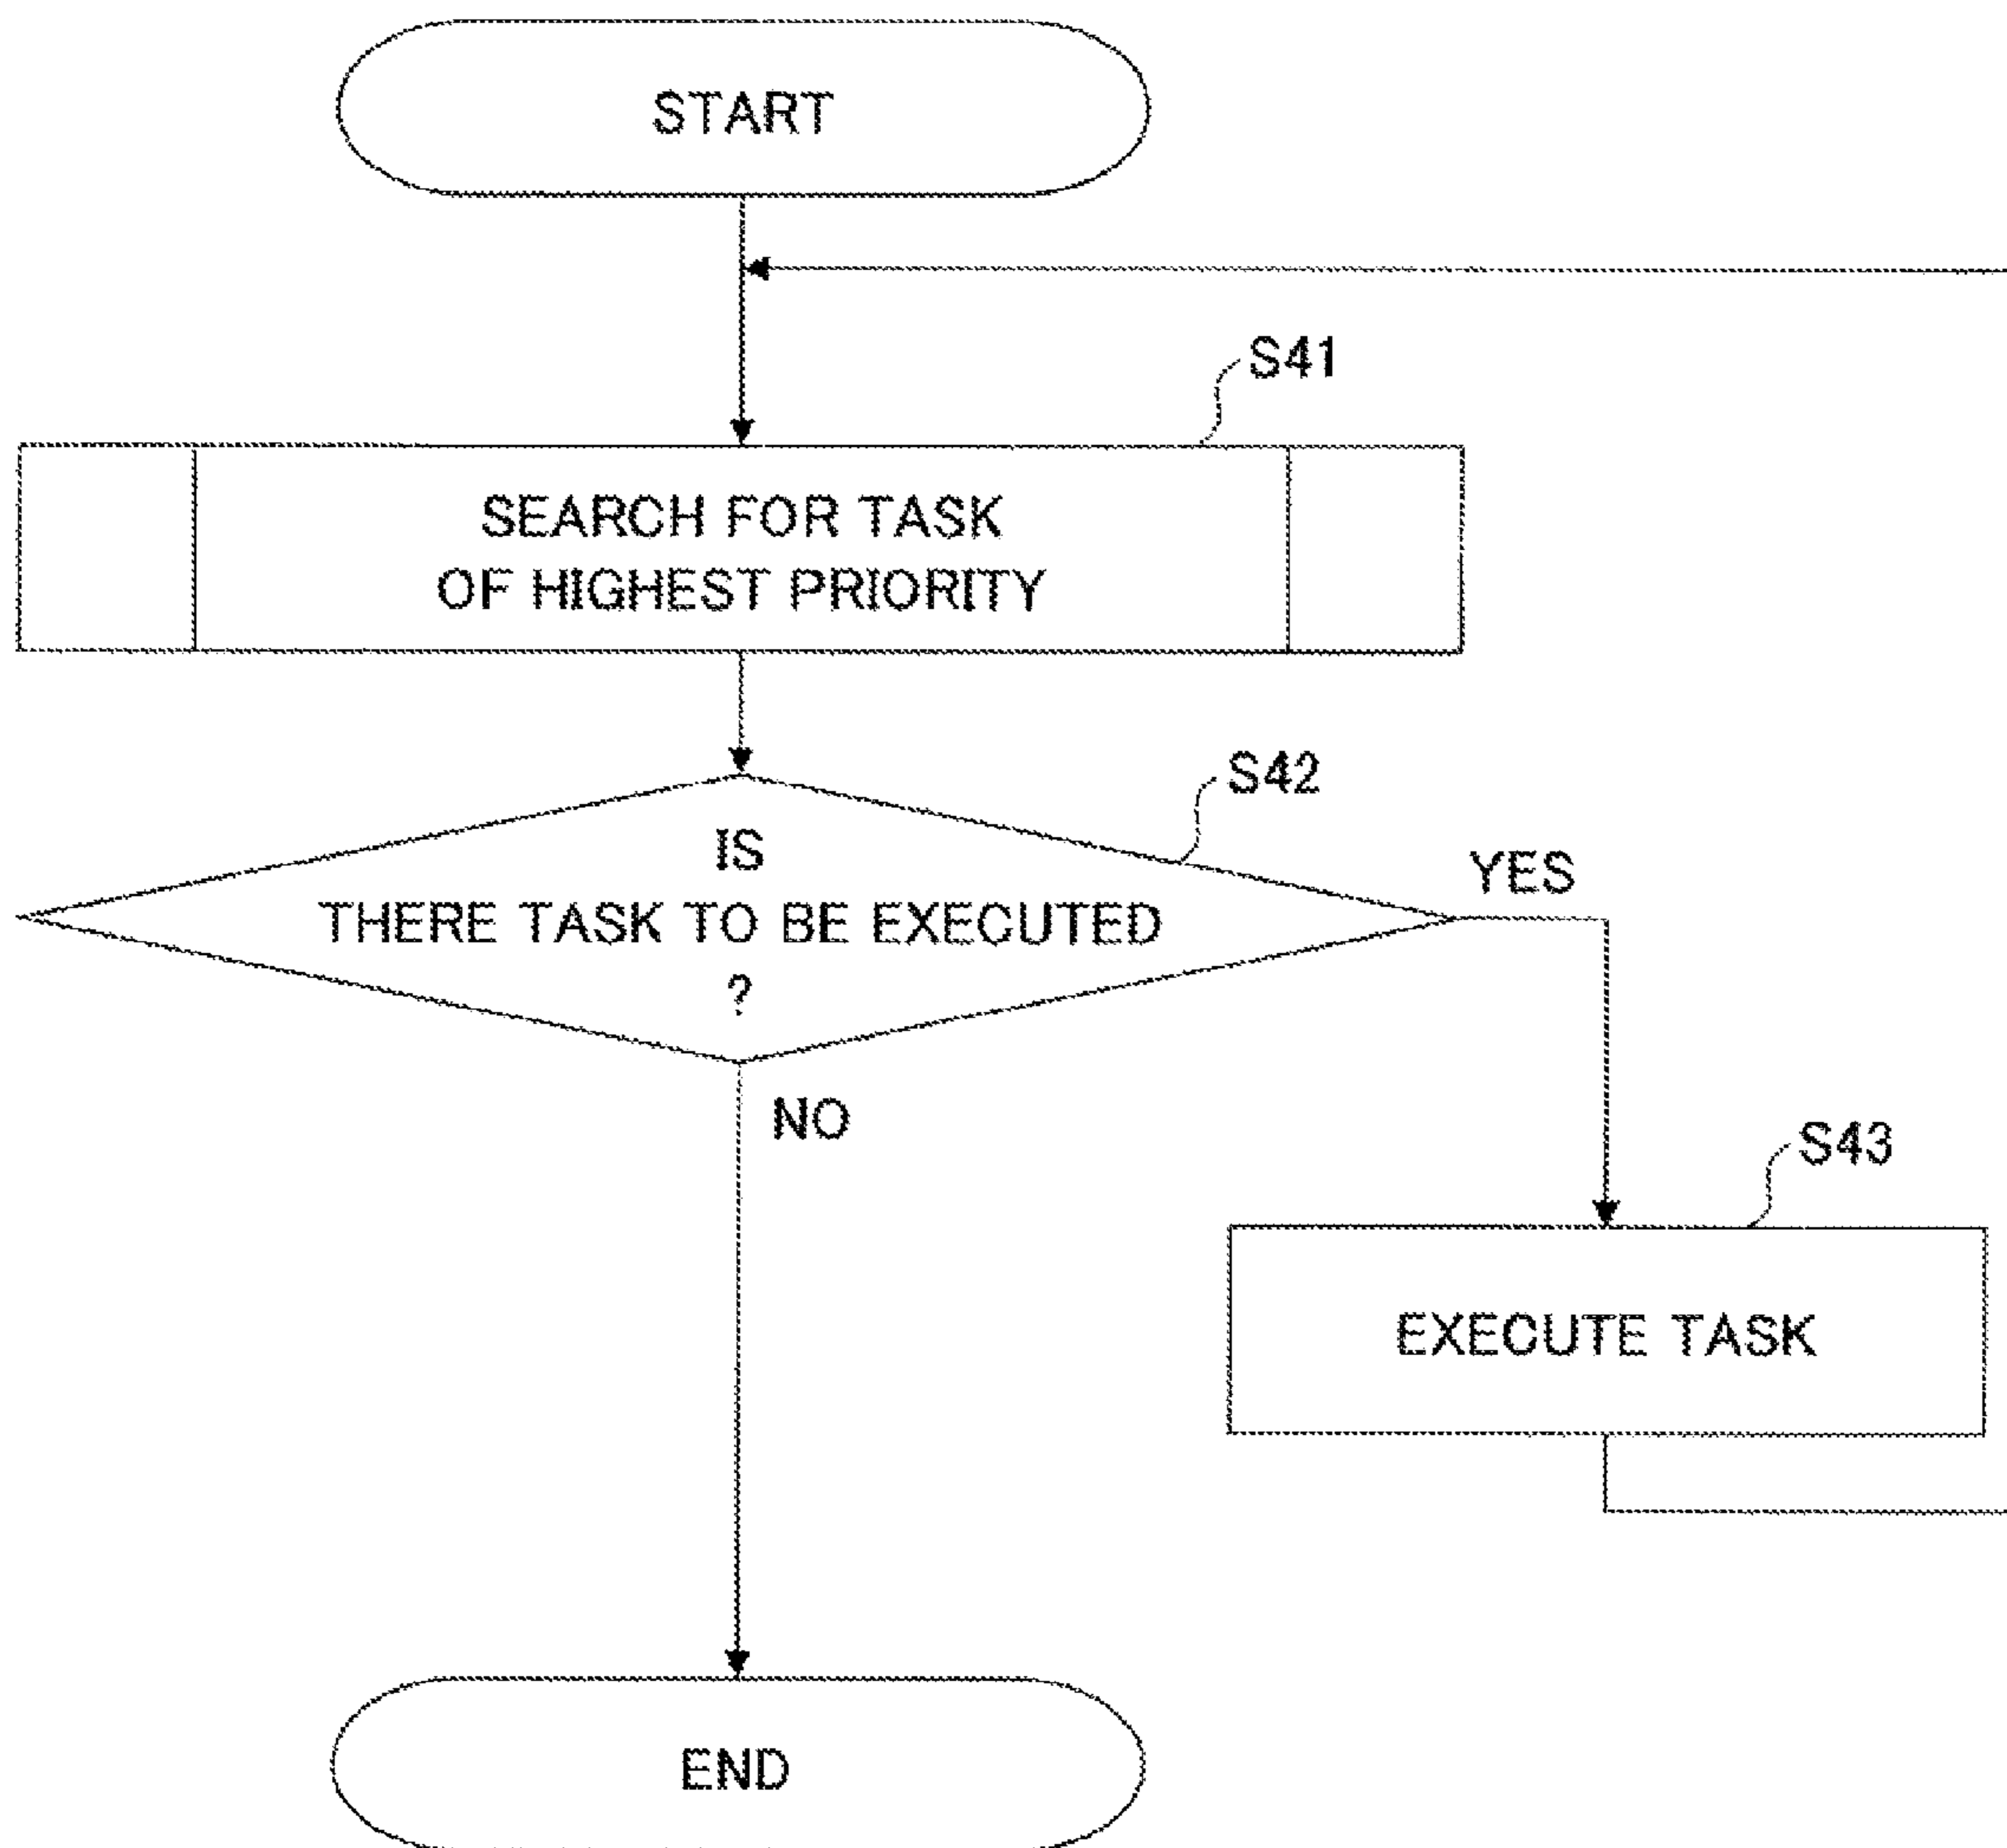 START
S41
SEARCH FOR TASK
OF HIGHEST PRIORITY
S42
IS
THERE TASK TO BE EXECUTED
?
YES
NO
S43
EXECUTE TASK
END